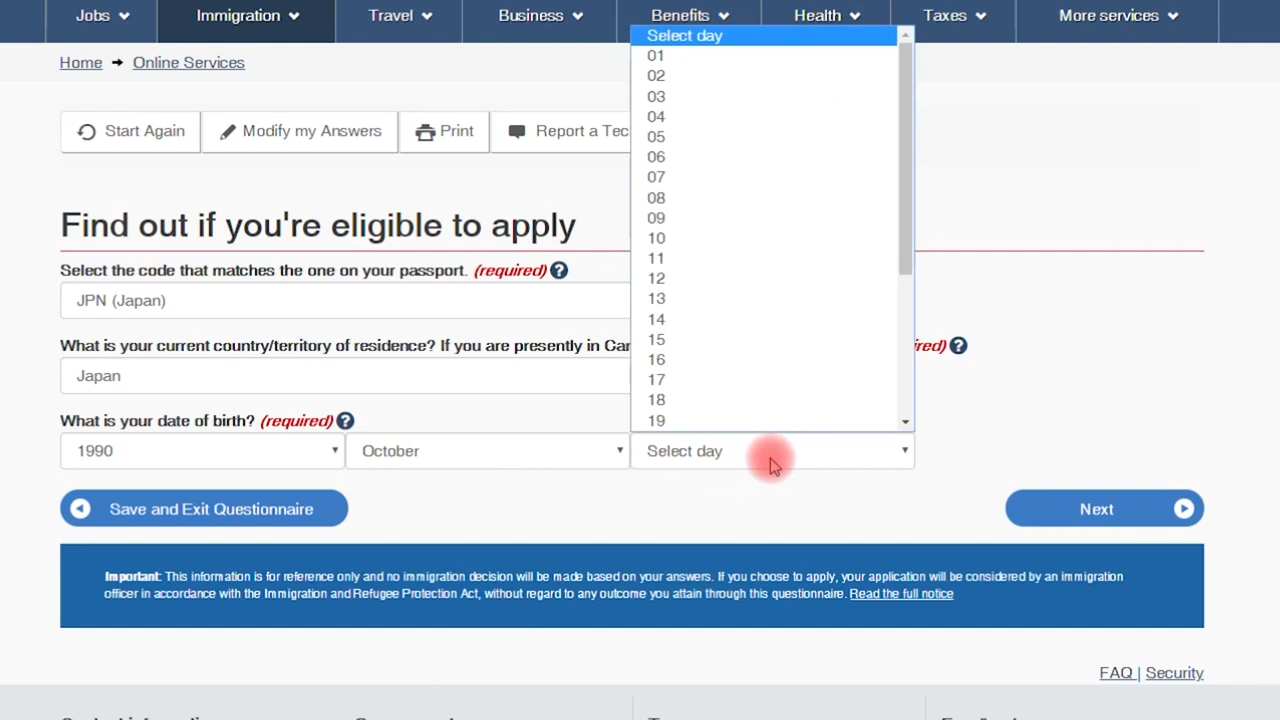 Jobs Immigration Travel Business Benefits Health Taxes More services
Home Online Services
Start Again Modify my Answers Print Report a Tec
Find out if you're eligible to apply
Select the code that matches the one on your passport. (required) ?
JPN (Japan)
What is your current country/territory of residence? If you are presently in Can ired) ?
Japan
What is your date of birth? (required) ?
1990 October Select day
Select day
01
02
03
04
05
06
07
08
09
10
11
12
13
14
15
16
17
18
19
Save and Exit Questionnaire Next
Important: This information is for reference only and no immigration decision will be made based on your answers. If you choose to apply, your application will be considered by an immigration
officer in accordance with the Immigration and Refugee Protection Act, without regard to any outcome you attain through this questionnaire. Read the full notice
FAQ | Security